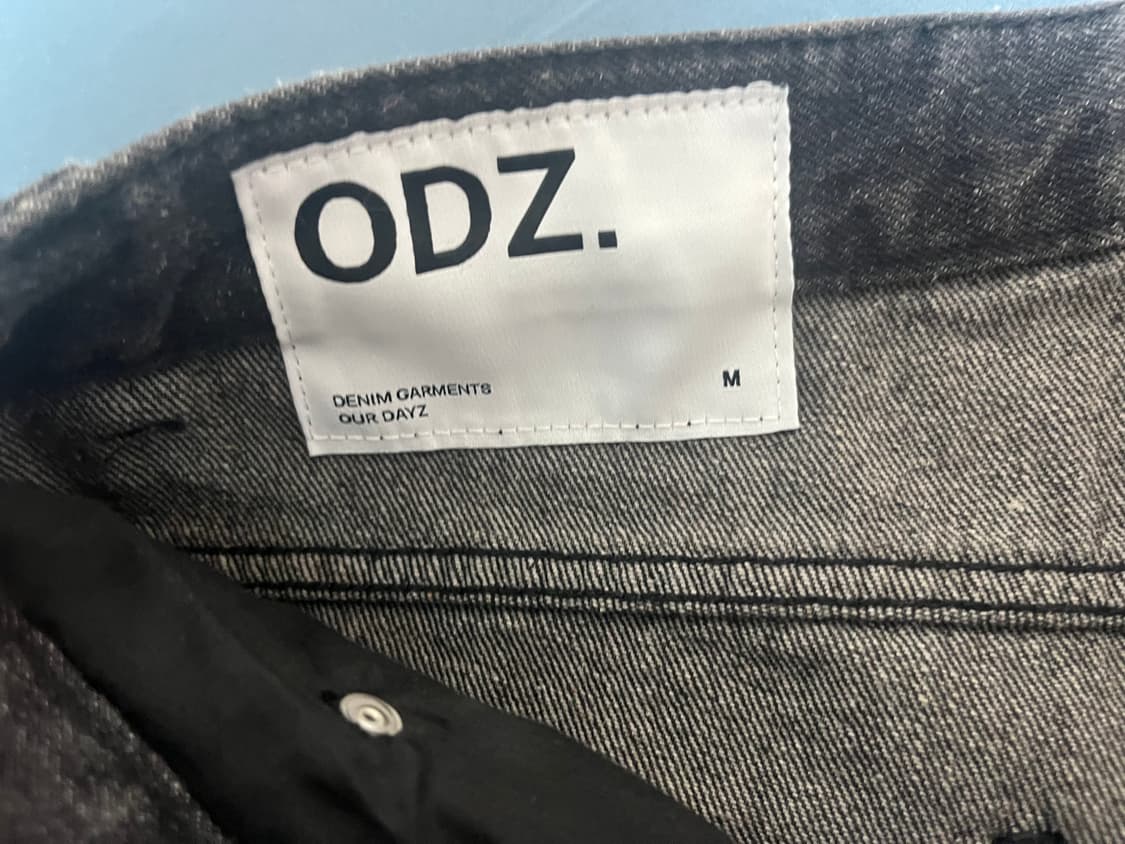 ODZ.
DENIM GARMENTS
OUR DAYZ
M